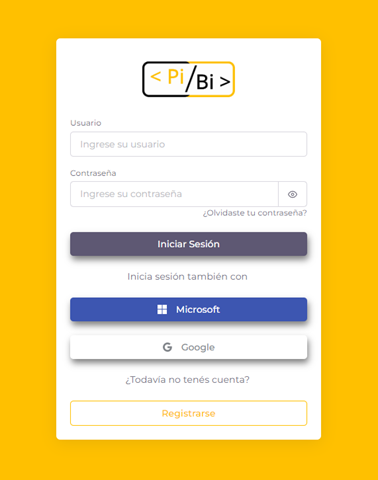 < Pi/Bi >
Usuario
Ingrese su usuario
Contraseña
Ingrese su contraseña
¿Olvidaste tu contraseña?
Iniciar Sesión
Inicia sesión también con
Microsoft
Google
¿Todavía no tenés cuenta?
Registrarse